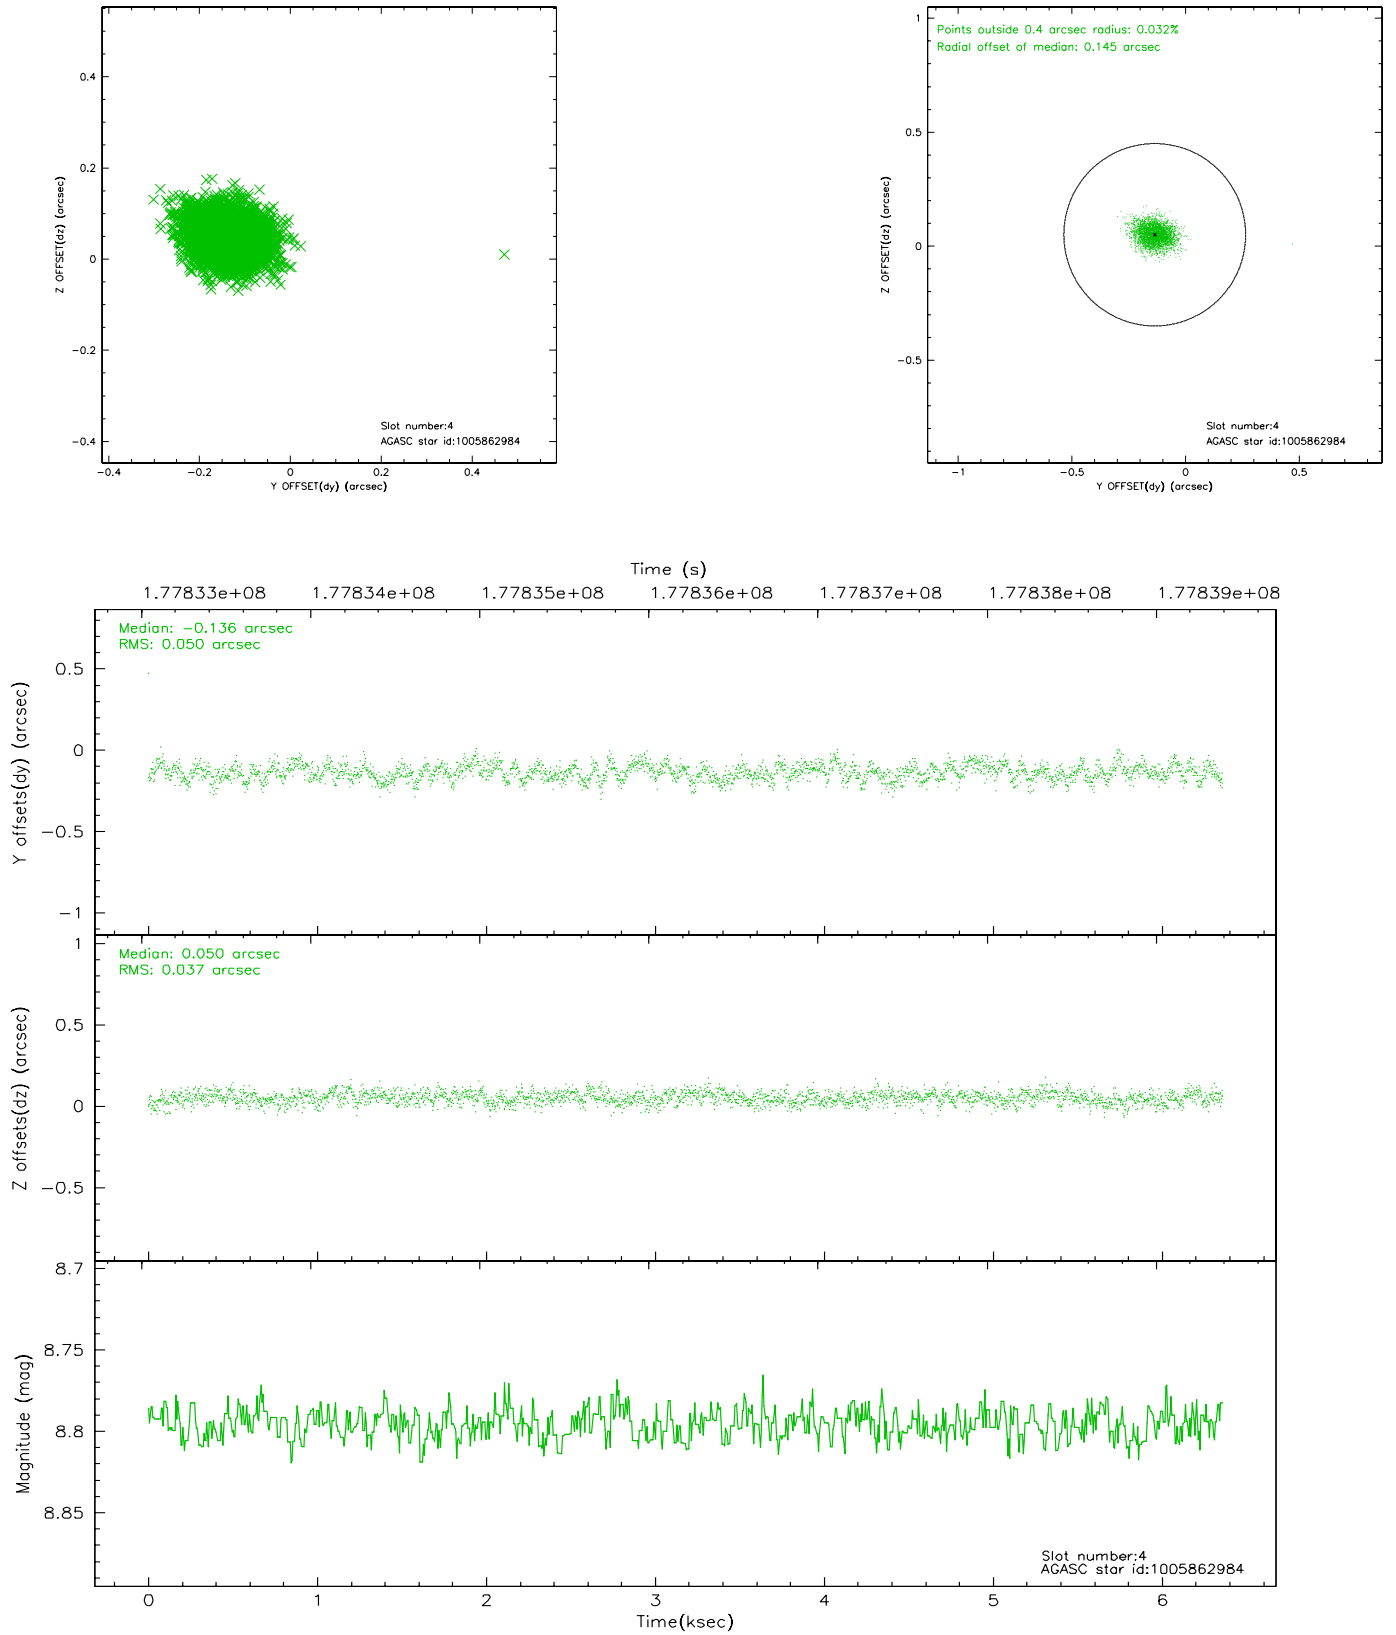 0.4
0.2
0
-0.2
-0.4
Z OFFSET(dz) (arcsec)
Slot number:4
AGASC star id:1005862984
-0.4
-0.2
0
0.2
0.4
Y OFFSET(dy) (arcsec)
Points outside 0.4 arcsec radius: 0.032%
Radial offset of median: 0.145 arcsec
1
0.5
0
-0.5
Z OFFSET(dz) (arcsec)
Slot number:4
AGASC star id:1005862984
-1
-0.5
0
0.5
Y OFFSET(dy) (arcsec)
Time (s)
1.77833e+08 1.77834e+08 1.77835e+08 1.77836e+08 1.77837e+08 1.77838e+08 1.77839e+08
Median: -0.136 arcsec
RMS: 0.050 arcsec
0.5
0
-0.5
-1
Y offsets(dy) (arcsec)
Median: 0.050 arcsec
RMS: 0.037 arcsec
1
0.5
0
-0.5
Z offsets(dz) (arcsec)
8.7
8.75
8.8
8.85
Magnitude (mag)
Slot number:4
AGASC star id:1005862984
0 1 2 3 4 5 6
Time(ksec)